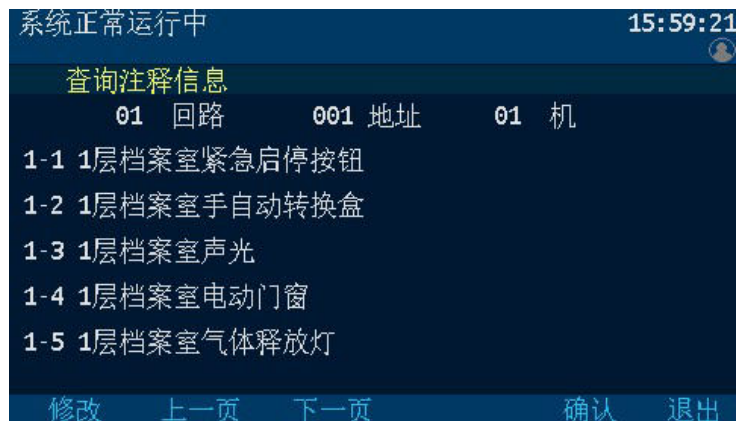 系统正常运行中 15:59:21
查询注释信息
01 回路 001 地址 01 机
1-1 1层档案室紧急启停按钮
1-2 1层档案室手自动转换盒
1-3 1层档案室声光
1-4 1层档案室电动门窗
1-5 1层档案室气体释放灯
修改 上一页 下一页 确认 退出